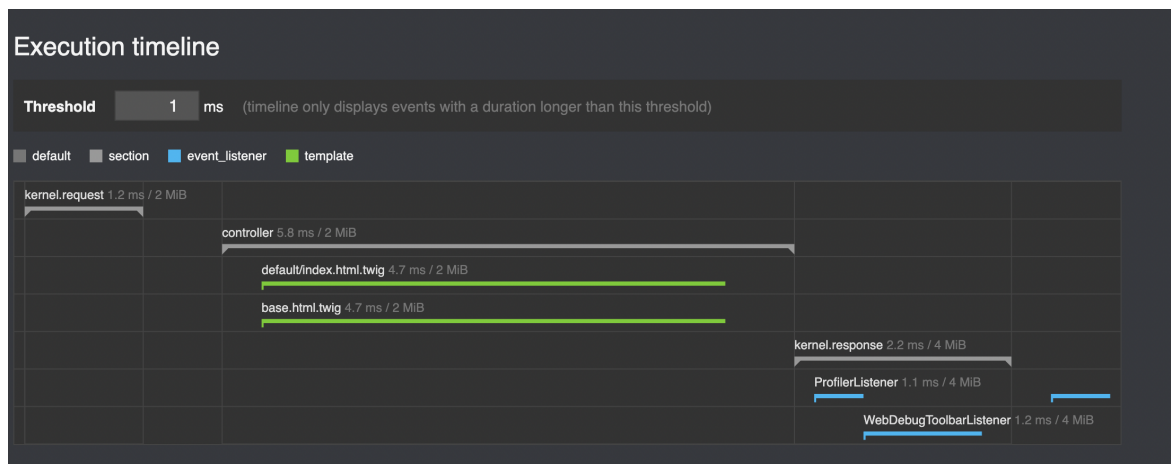 Execution timeline
Threshold 1 ms (timeline only displays events with a duration longer than this threshold)
default section event_listener template
kernel.request 1.2 ms / 2 MiB
controller 5.8 ms / 2 MiB
default/index.html.twig 4.7 ms / 2 MiB
base.html.twig 4.7 ms / 2 MiB
kernel.response 2.2 ms / 4 MiB
ProfilerListener 1.1 ms / 4 MiB
WebDebugToolbarListener 1.2 ms / 4 MiB